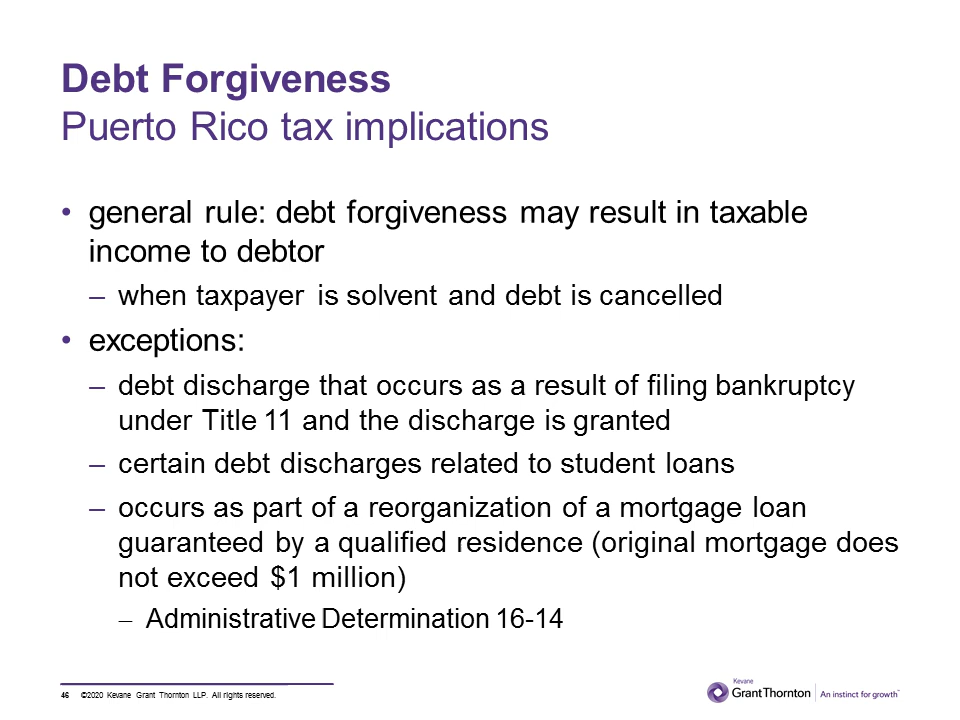 Debt Forgiveness
Puerto Rico tax implications
• general rule: debt forgiveness may result in taxable
income to debtor
– when taxpayer is solvent and debt is cancelled
• exceptions:
– debt discharge that occurs as a result of filing bankruptcy
under Title 11 and the discharge is granted
– certain debt discharges related to student loans
– occurs as part of a reorganization of a mortgage loan
guaranteed by a qualified residence (original mortgage does
not exceed $1 million)
– Administrative Determination 16-14
46 ©2020 Kevane Grant Thornton LLP. All rights reserved.
Kevane
GrantThornton
An instinct for growth™